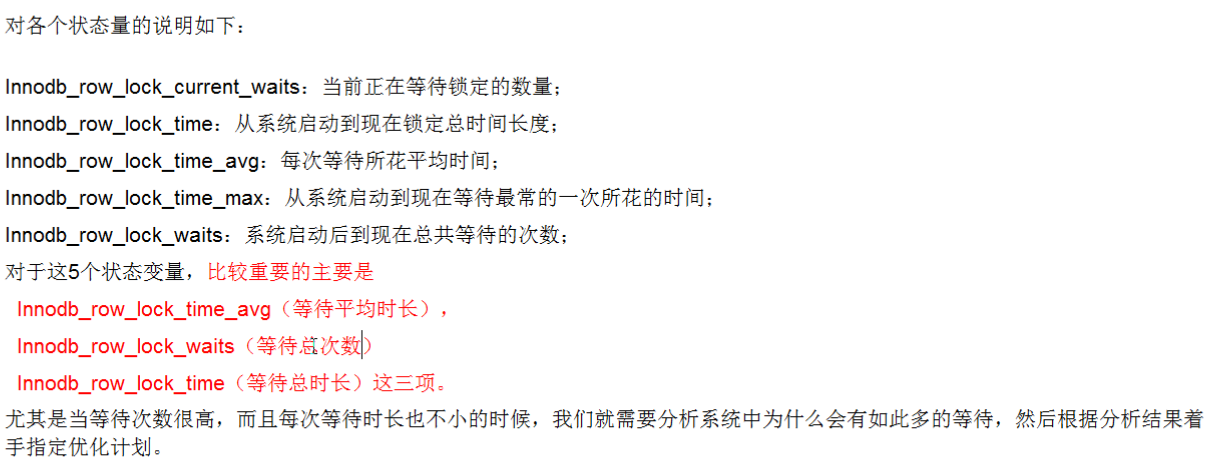 对各个状态量的说明如下：
Innodb_row_lock_current_waits：当前正在等待锁定的数量；
Innodb_row_lock_time：从系统启动到现在锁定总时间长度；
Innodb_row_lock_time_avg：每次等待所花平均时间；
Innodb_row_lock_time_max：从系统启动到现在等待最常的一次所花的时间；
Innodb_row_lock_waits：系统启动后到现在总共等待的次数；
对于这5个状态变量，比较重要的主要是
Innodb_row_lock_time_avg（等待平均时长），
Innodb_row_lock_waits（等待总次数）
Innodb_row_lock_time（等待总时长）这三项。
尤其是当等待次数很高，而且每次等待时长也不小的时候，我们就需要分析系统中为什么会有如此多的等待，然后根据分析结果着
手指定优化计划。